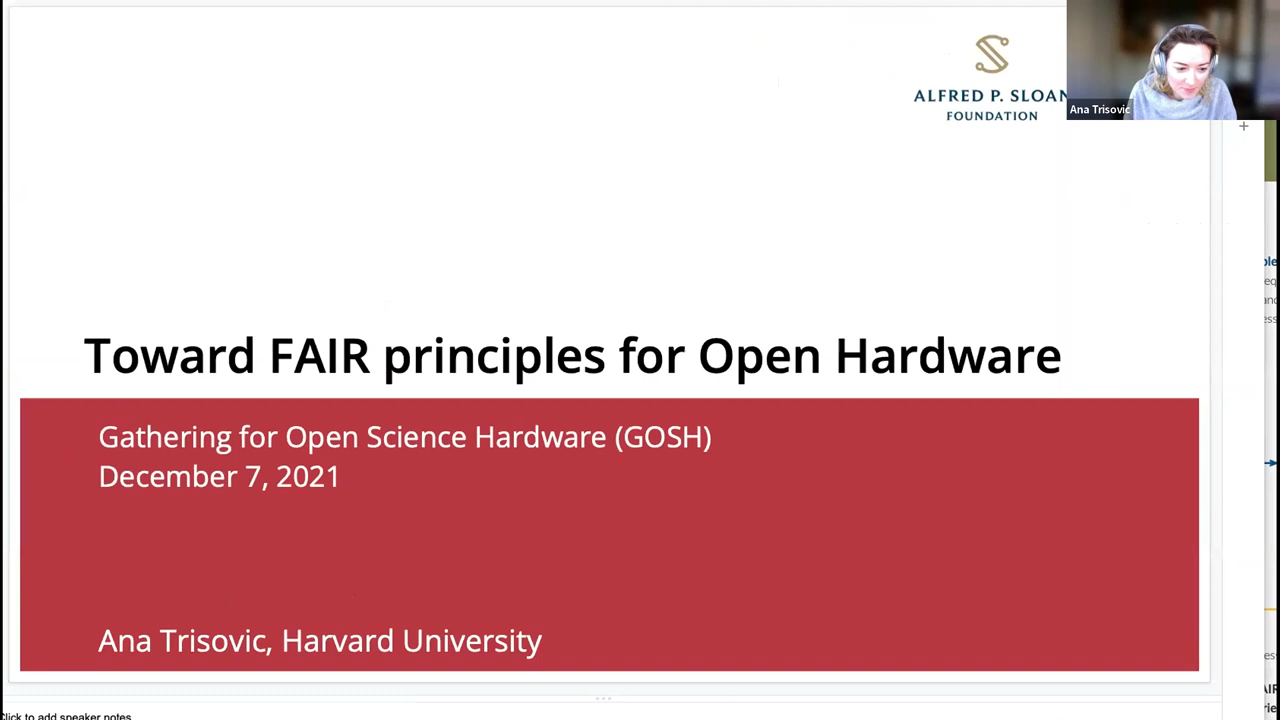 ALFRED P. SLOAN
FOUNDATION
Ana Trisovic
Toward FAIR principles for Open Hardware
Gathering for Open Science Hardware (GOSH)
December 7, 2021
Ana Trisovic, Harvard University
Click to add speaker notes